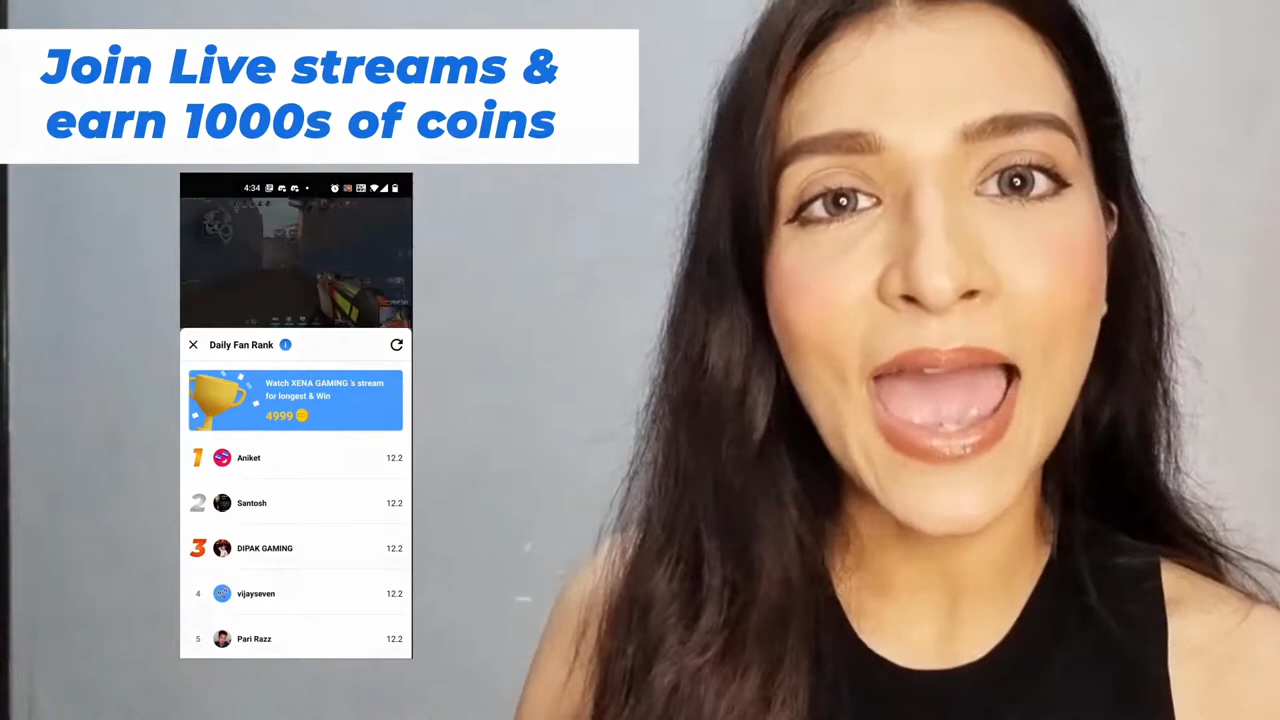 Join Live streams &
earn 1000s of coins
4:34
Daily Fan Rank
Watch XENA GAMING 's stream
for longest & Win
4999
1 Aniket 12.2
2 Santosh 12.2
3 DIPAK GAMING 12.2
4 vijayseven 12.2
5 Pari Razz 12.2